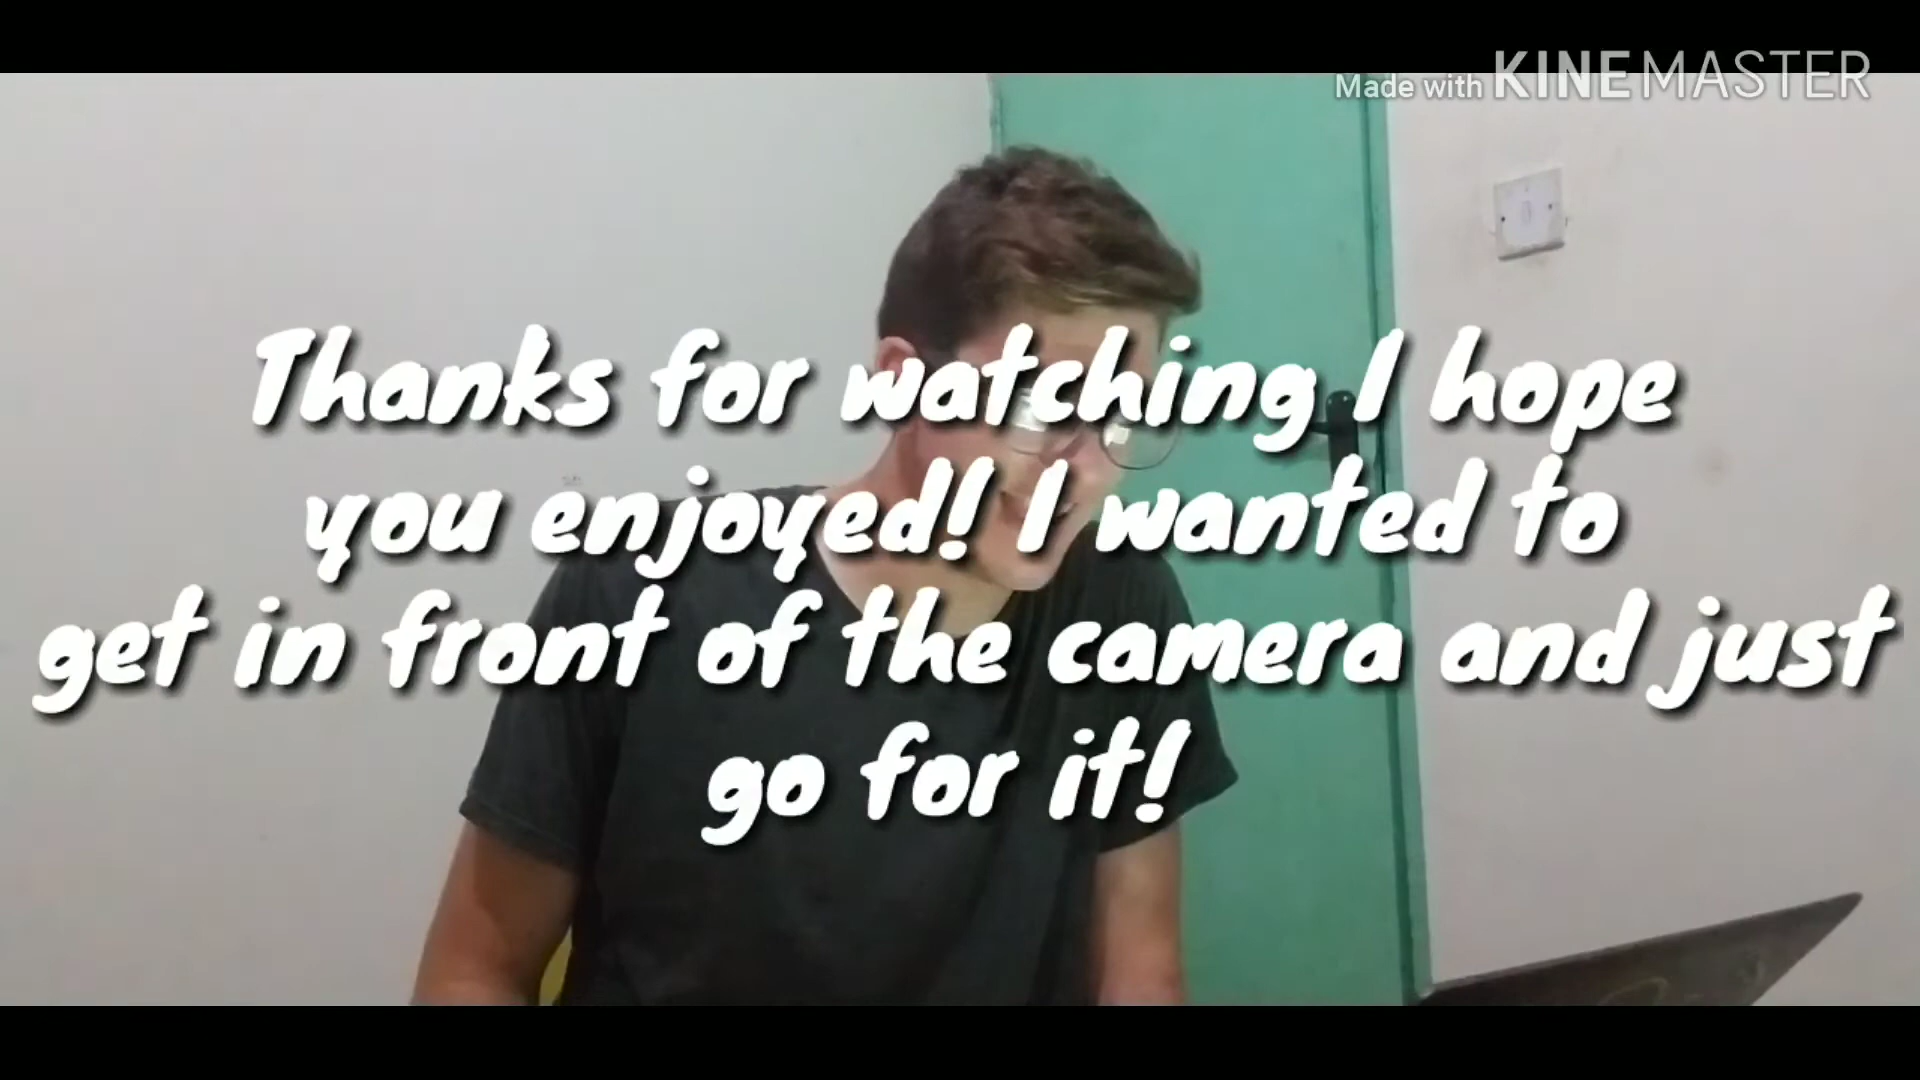 Made with KINEMASTER
Thanks for watching I hope
you enjoyed! I wanted to
get in front of the camera and just
go for it!